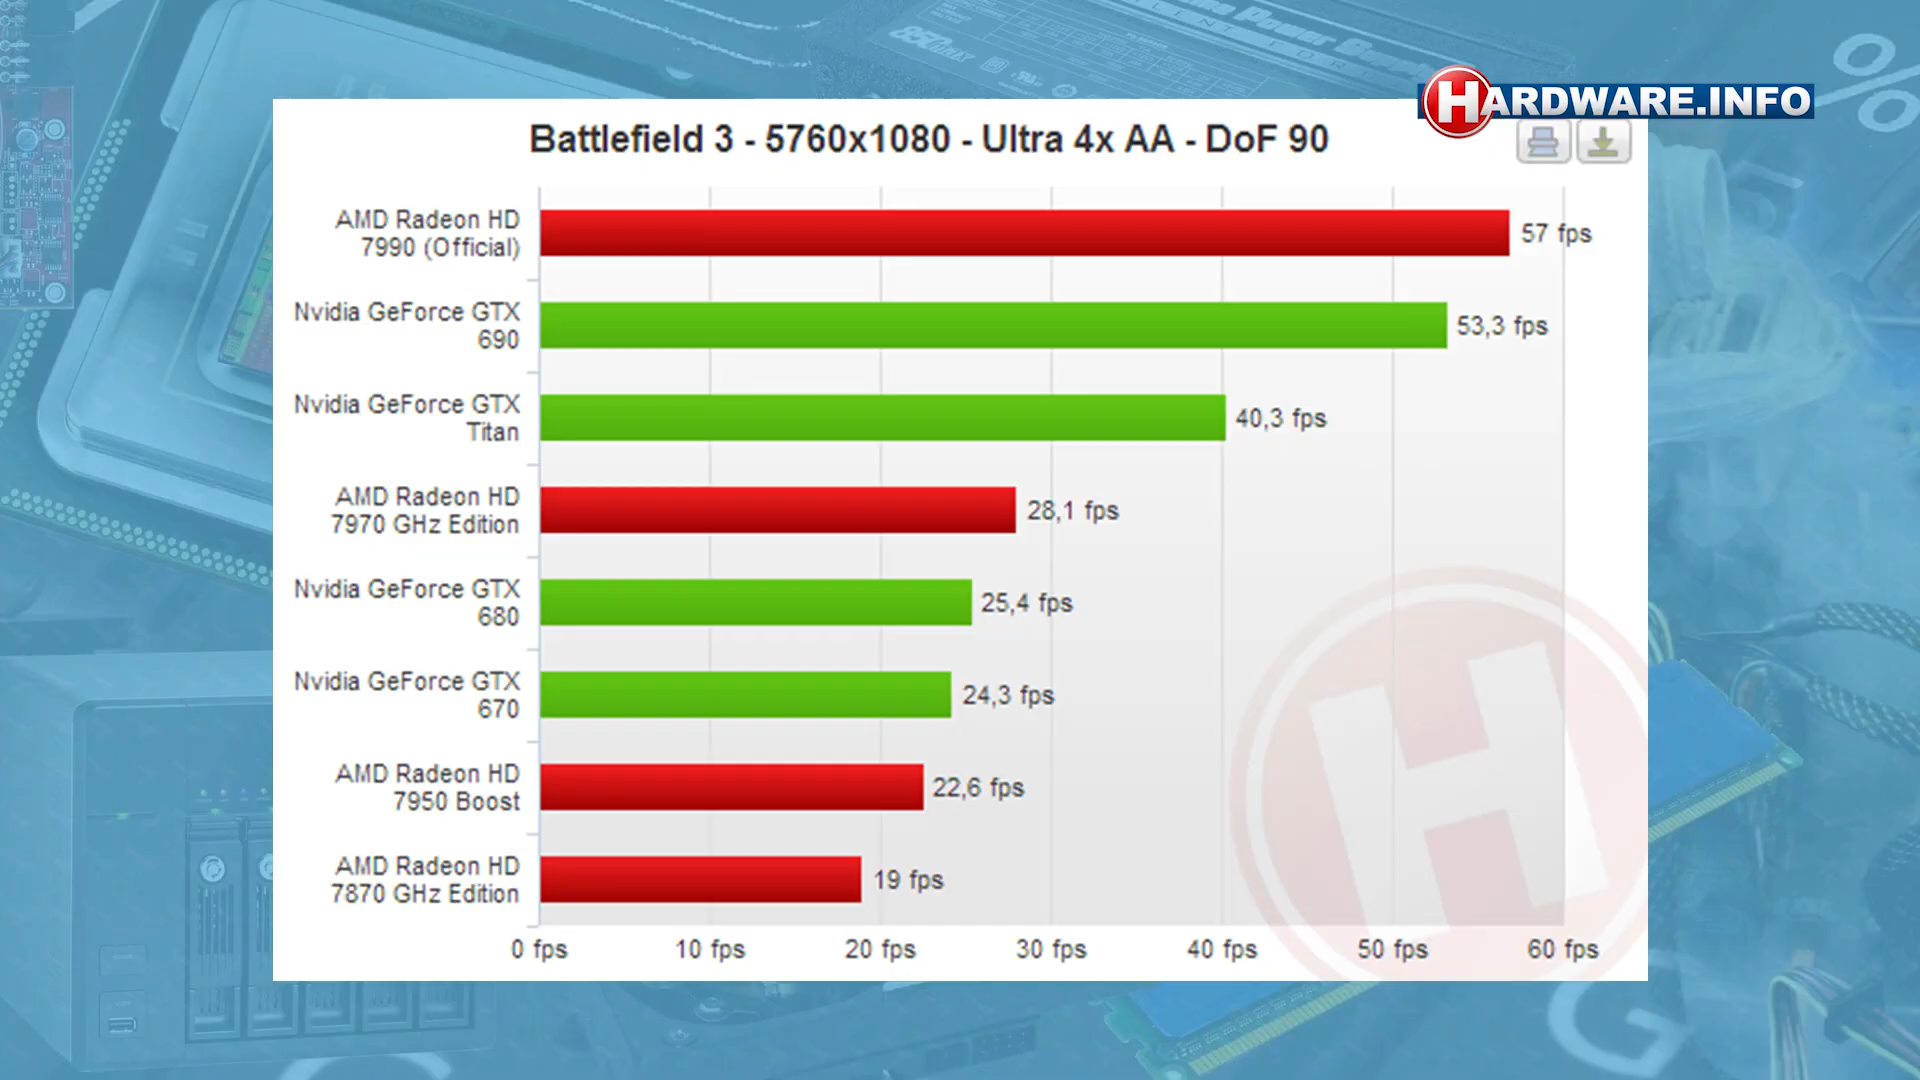 HARDWARE.INFO
Battlefield 3 - 5760x1080 - Ultra 4x AA - DoF 90
AMD Radeon HD
7990 (Official)
57 fps
Nvidia GeForce GTX
690
53,3 fps
Nvidia GeForce GTX
Titan
40,3 fps
AMD Radeon HD
7970 GHz Edition
28,1 fps
Nvidia GeForce GTX
680
25,4 fps
Nvidia GeForce GTX
670
24,3 fps
AMD Radeon HD
7950 Boost
22,6 fps
AMD Radeon HD
7870 GHz Edition
19 fps
0 fps 10 fps 20 fps 30 fps 40 fps 50 fps 60 fps
H
%
G